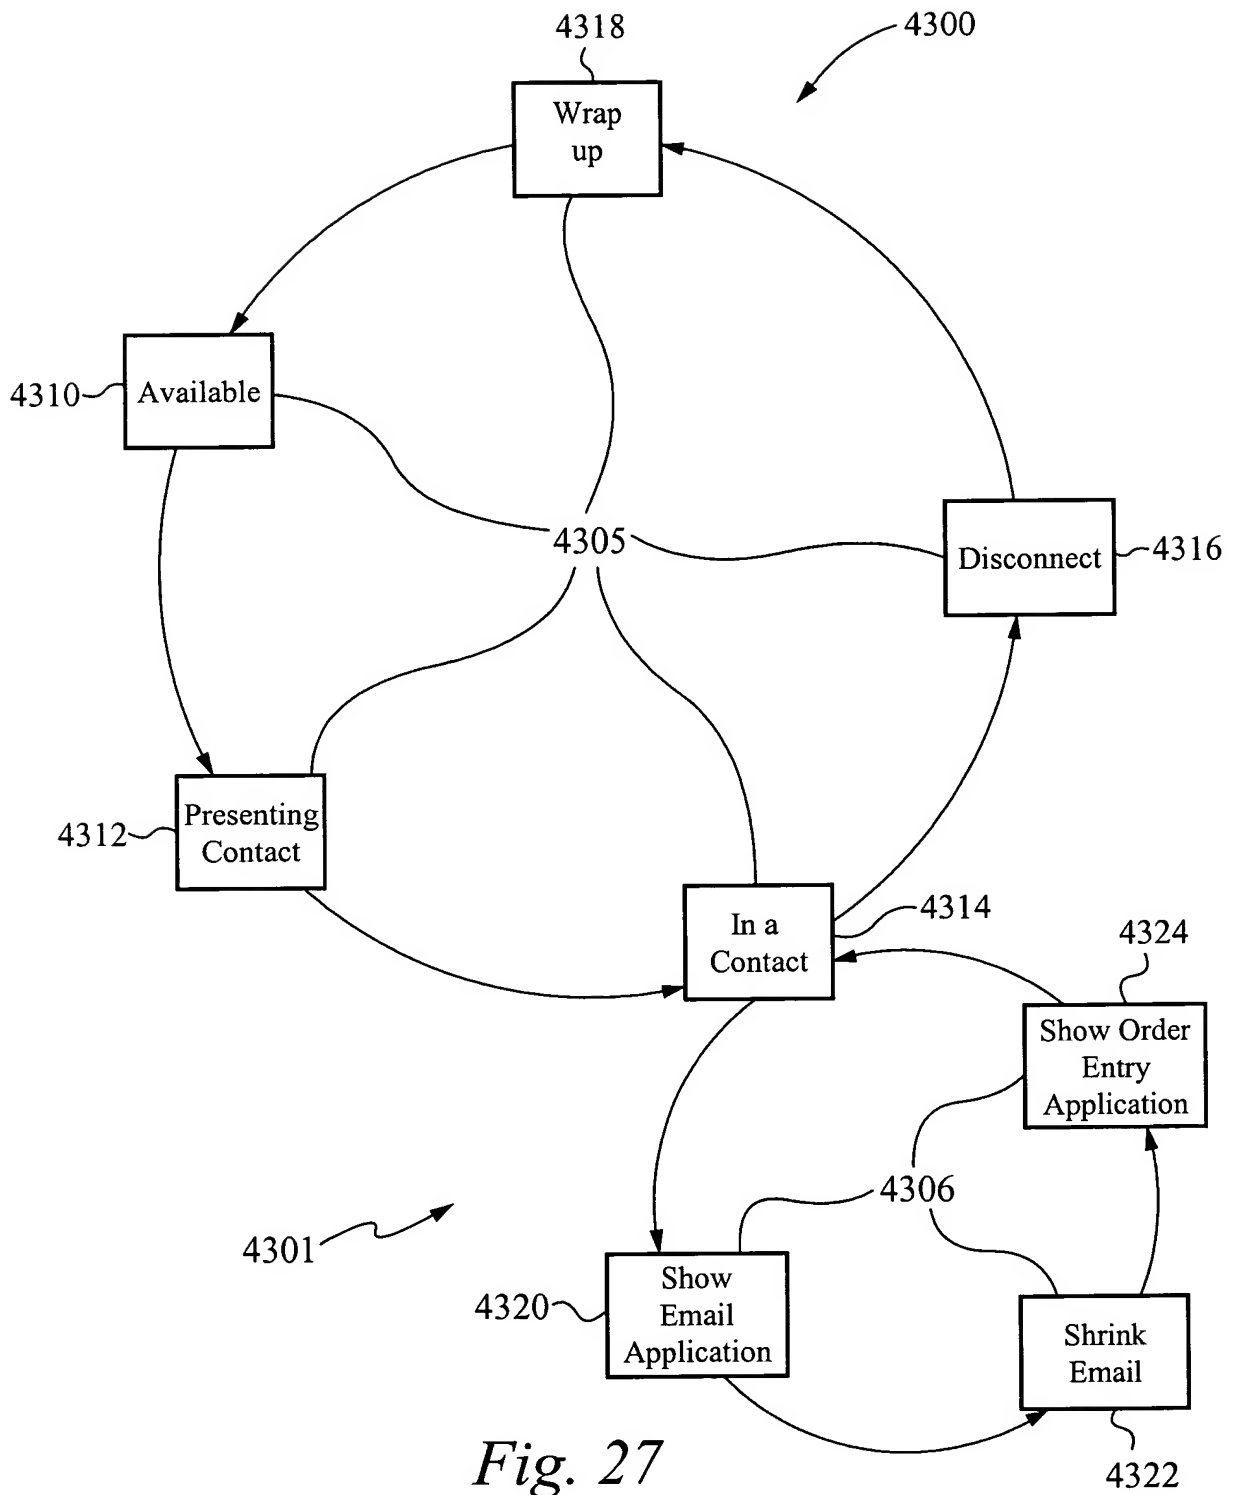 4318
4300
Wrap
up
4310
Available
4305
Disconnect
4316
4312
Presenting
Contact
In a
Contact
4314
4324
Show Order
Entry
Application
4306
4301
4320
Show
Email
Application
Shrink
Email
4322
Fig. 27